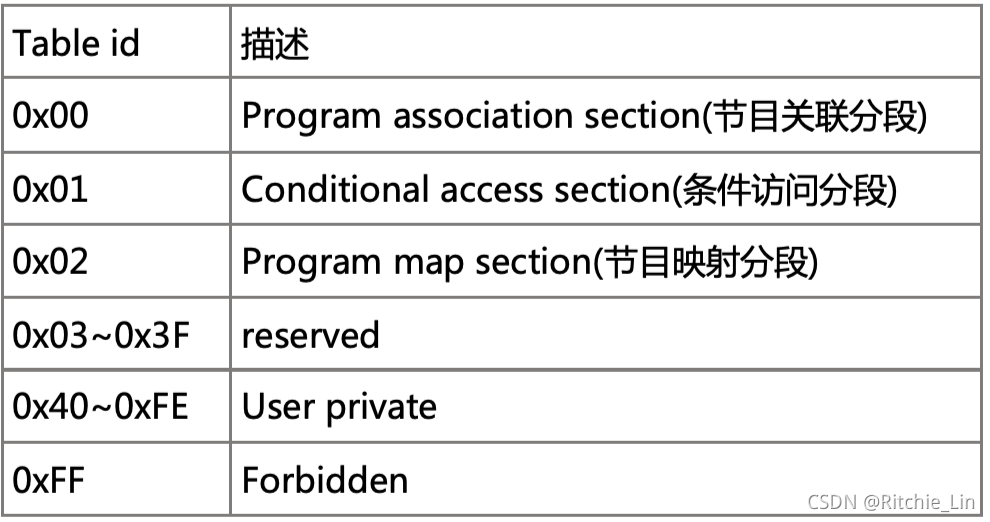 Table id 描述
0x00 Program association section(节目关联分段)
0x01 Conditional access section(条件访问分段)
0x02 Program map section(节目映射分段)
0x03~0x3F reserved
0x40~0xFE User private
0xFF Forbidden
CSDN @Ritchie_Lin